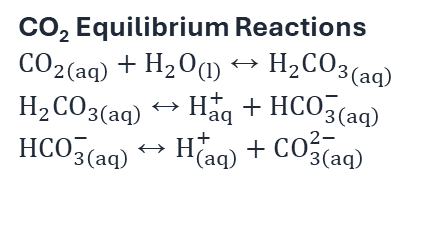 CO₂ Equilibrium Reactions
CO₂(aq) + H₂O(l) ↔ H₂CO₃(aq)
H₂CO₃(aq) ↔ H⁺aq + HCO₃⁻(aq)
HCO₃⁻(aq) ↔ H⁺(aq) + CO₃²⁻(aq)